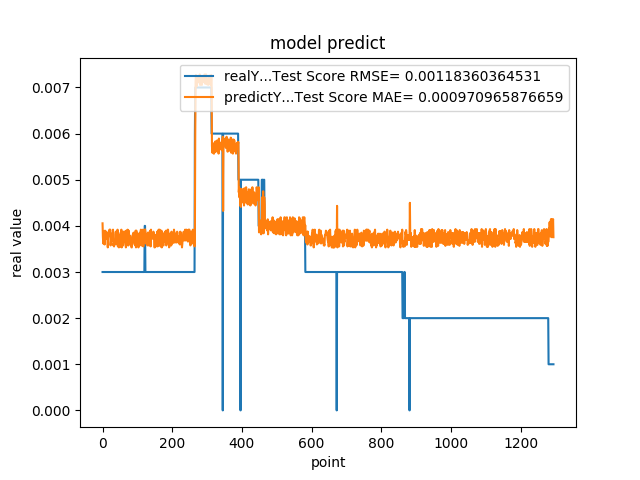 model predict
realY...Test Score RMSE= 0.00118360364531
predictY...Test Score MAE= 0.000970965876659
real value
0.007
0.006
0.005
0.004
0.003
0.002
0.001
0.000
0 200 400 600 800 1000 1200
point